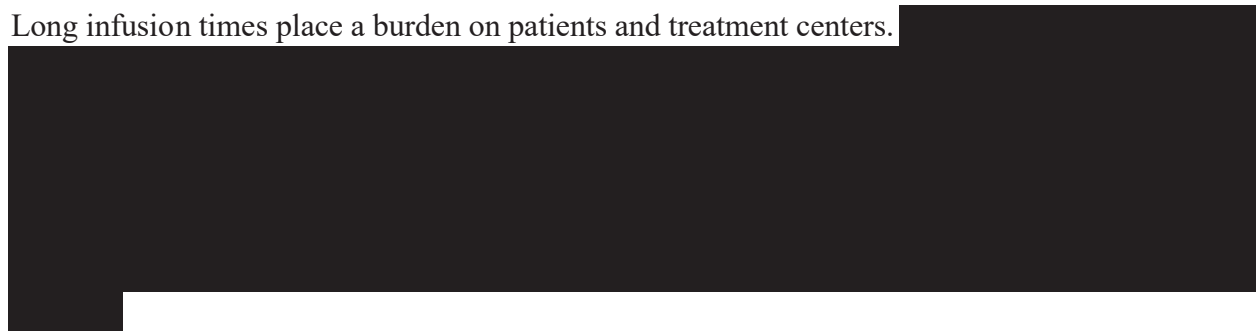 Long infusion times place a burden on patients and treatment centers.